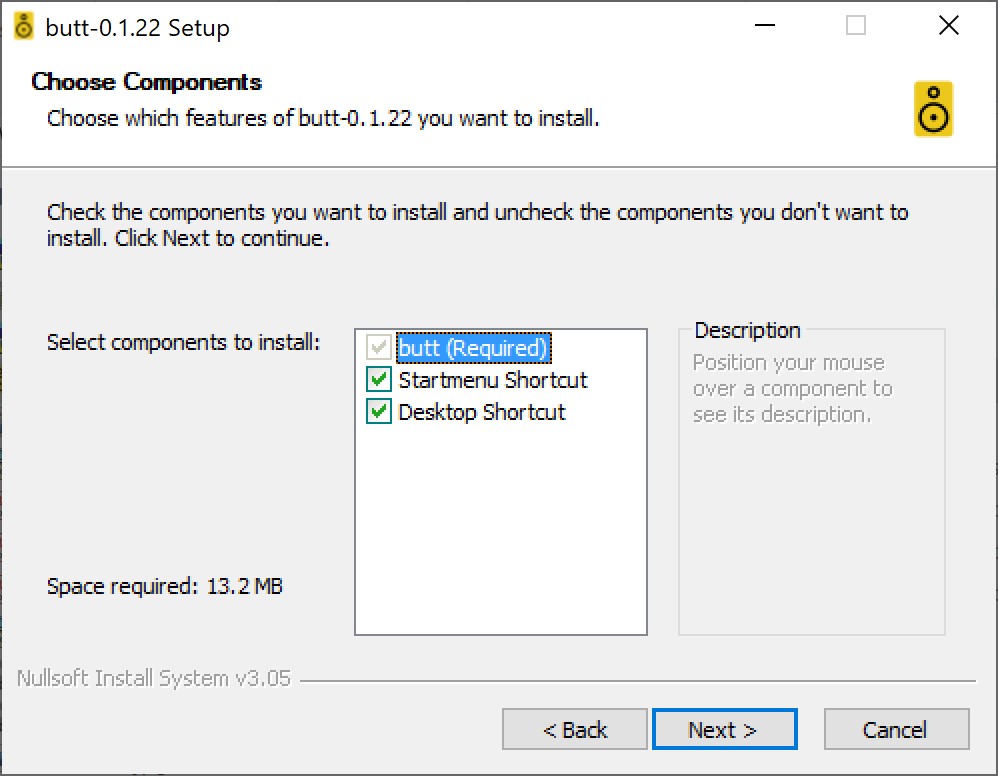 butt-0.1.22 Setup
Choose Components
Choose which features of butt-0.1.22 you want to install.
Check the components you want to install and uncheck the components you don't want to
install. Click Next to continue.
Select components to install:
butt (Required)
Startmenu Shortcut
Desktop Shortcut
Description
Position your mouse
over a component to
see its description.
Space required: 13.2 MB
Nullsoft Install System v3.05
< Back
Next >
Cancel